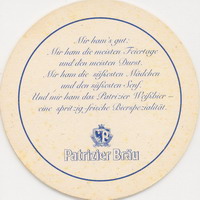 Mir ham's gut:
Mir ham die meisten Feiertage
und den meisten Durst.
Mir ham die süßesten Mädchen
und den süßesten Senf.
Und mir ham das Patrizier Weißbier –
eine spritzig-frische Bierspezialität.
Patrizier Bräu